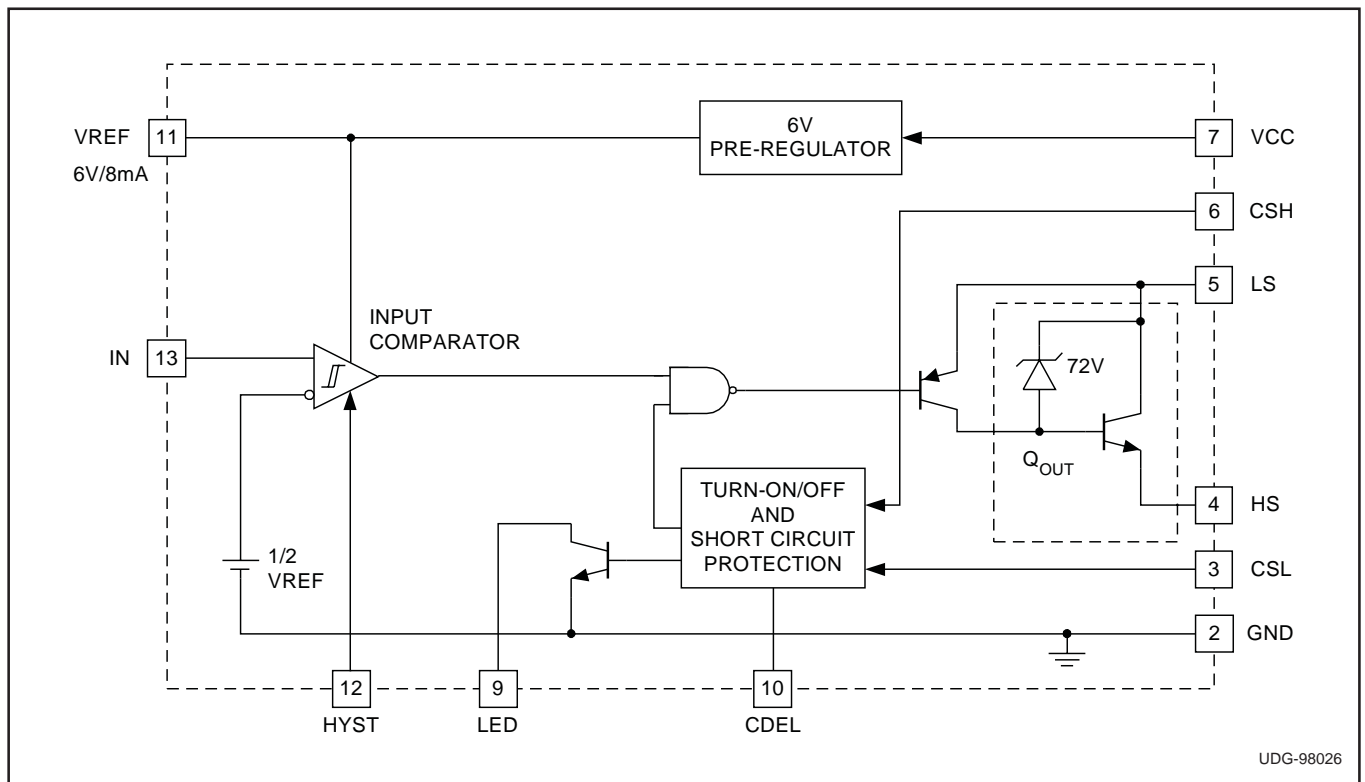 VREF
11
6V/8mA
6V
PRE-REGULATOR
7
VCC
6
CSH
5
LS
INPUT
COMPARATOR
IN
13
72V
QOUT
TURN-ON/OFF
AND
SHORT CIRCUIT
PROTECTION
4
HS
1/2
VREF
3
CSL
2
GND
12
HYST
9
LED
10
CDEL
UDG-98026